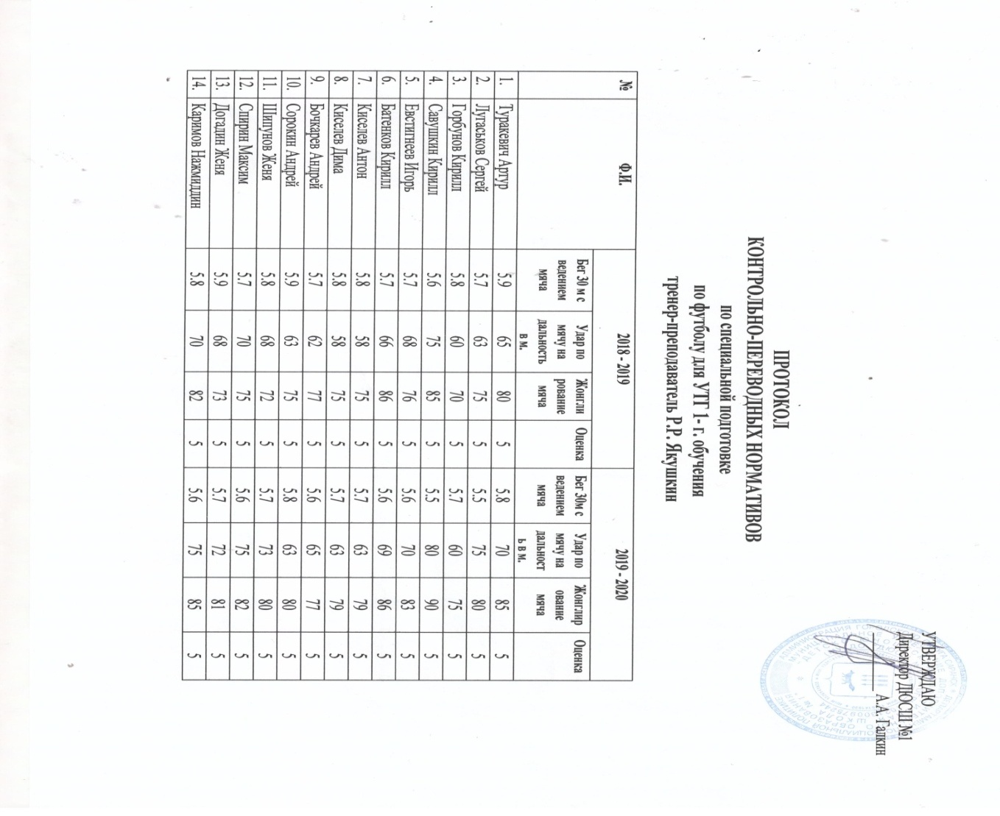 УТВЕРЖДАЮ
Директор ДЮСШ №1
А.А. Галкин
ПРОТОКОЛ
КОНТРОЛЬНО-ПЕРЕВОДНЫХ НОРМАТИВОВ
по специальной подготовке
по футболу для УТГ 1- г. обучения
тренер-преподаватель Р.Р. Якушкин
№ Ф.И. 2018 - 2019 2019 - 2020
Бег 30 м с Удар по Жонгли Оценка Бег 30м с Удар по Жонглир Оценка
ведением мячу на рование ведением мячу на ование
мяча дальность мяча мяча дальност мяча
в м. ь в м.
1. Туракевич Артур 5.9 65 80 5 5.8 70 85 5
2. Лугаськов Сергей 5.7 63 75 5 5.5 75 80 5
3. Горбунов Кирилл 5.8 60 70 5 5.7 60 75 5
4. Савушкин Кирилл 5.6 75 85 5 5.5 80 90 5
5. Евстигнеев Игорь 5.7 68 76 5 5.6 70 83 5
6. Батенков Кирилл 5.7 66 86 5 5.6 69 86 5
7. Киселев Антон 5.8 58 75 5 5.7 63 79 5
8. Киселев Дима 5.8 58 75 5 5.7 63 79 5
9. Бочкарев Андрей 5.7 62 77 5 5.6 65 77 5
10. Сорокин Андрей 5.9 63 75 5 5.8 63 80 5
11. Шипунов Женя 5.8 68 72 5 5.7 73 80 5
12. Спирин Максим 5.7 70 75 5 5.6 75 82 5
13. Догадин Женя 5.9 68 73 5 5.7 72 81 5
14. Каримов Нажмиддин 5.8 70 82 5 5.6 75 85 5